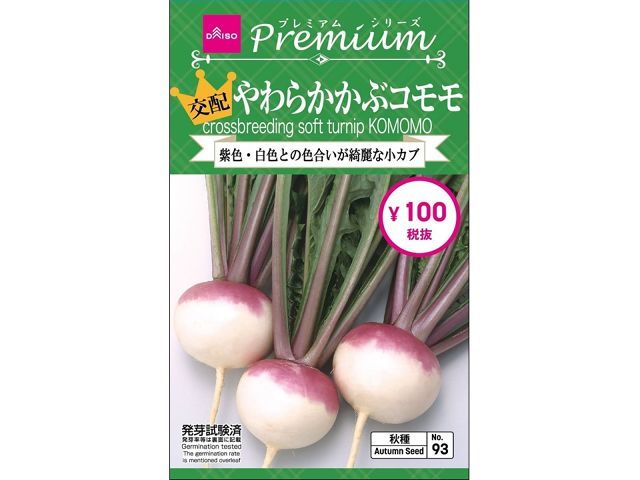 プレミアム シリーズ
DAISO
Premium
交配
やわらかかぶコモモ
crossbreeding soft turnip KOMOMO
紫色・白色との色合いが綺麗な小カブ
¥100
税抜
発芽試験済
発芽率等は裏面に記載
Germination tested
The germination rate
is mentioned overleaf
秋種
Autumn Seed
No.
93